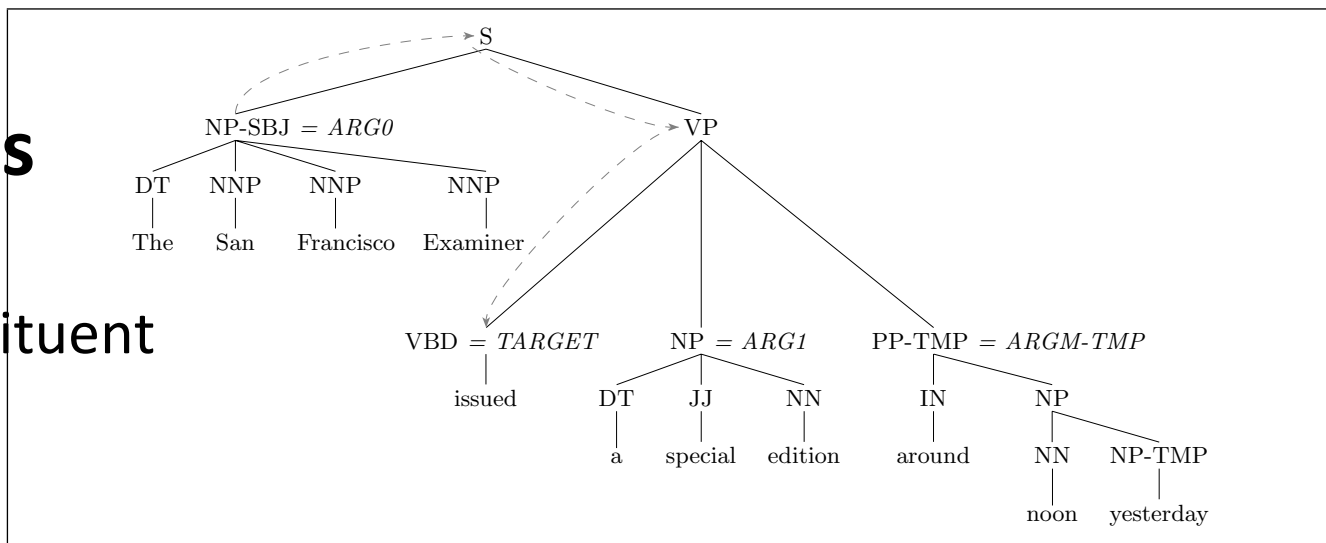 S
NP-SBJ = ARG0 VP
s
DT NNP NNP NNP
The San Francisco Examiner
ituent
VBD = TARGET NP = ARG1 PP-TMP = ARGM-TMP
issued DT JJ NN IN NP
a special edition around NN NP-TMP
noon yesterday